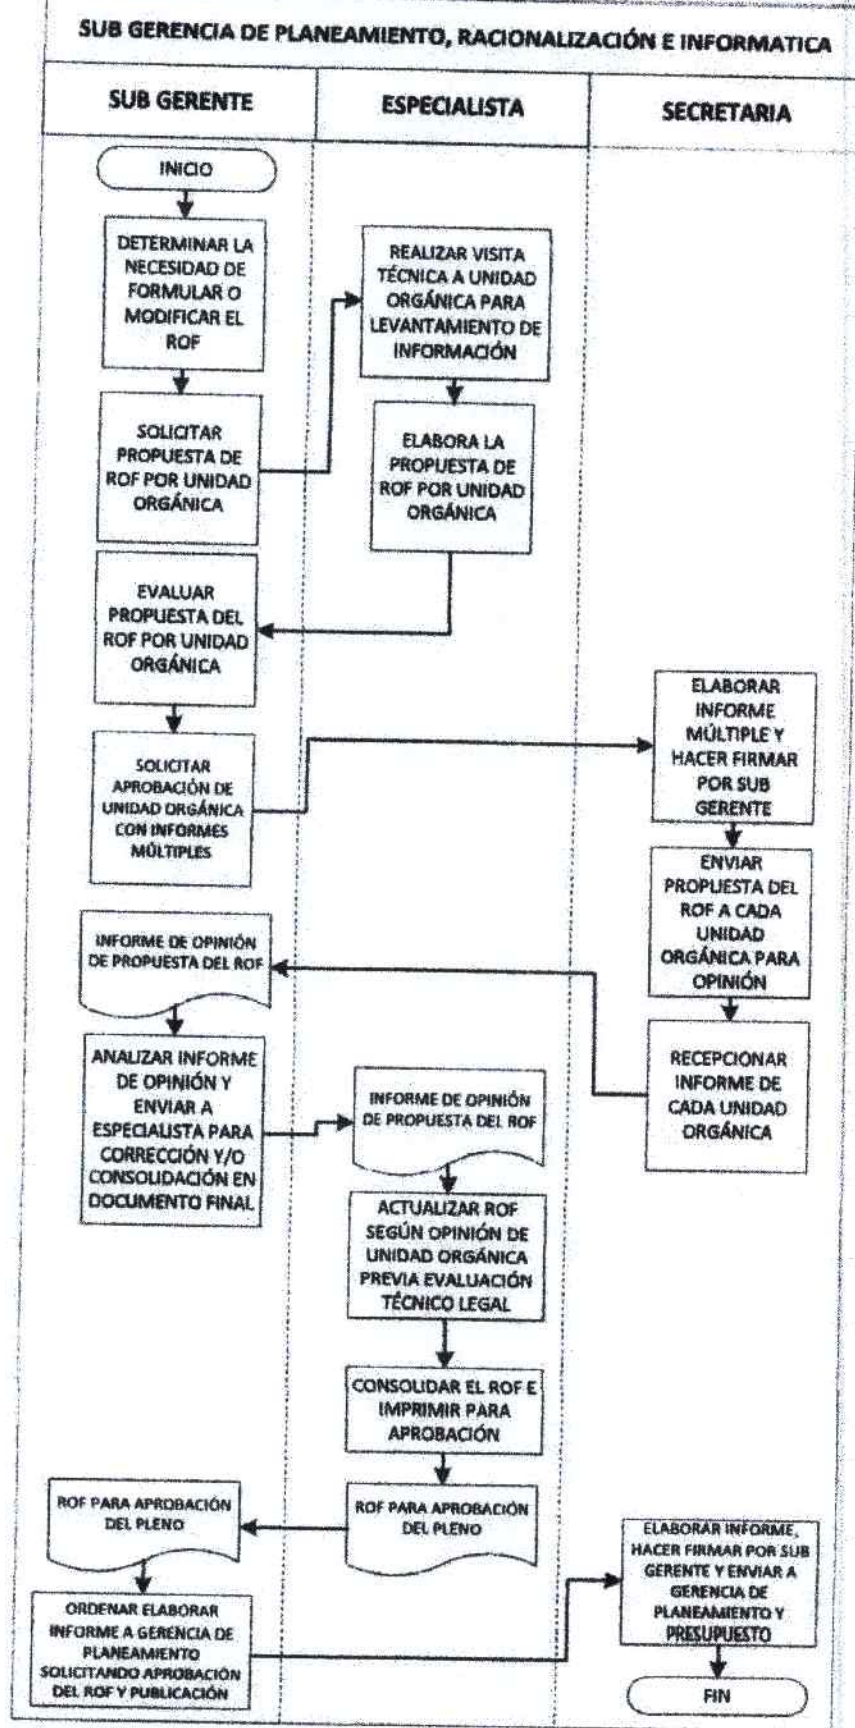 SUB GERENCIA DE PLANEAMIENTO, RACIONALIZACIÓN E INFORMATICA
SUB GERENTE
ESPECIALISTA
SECRETARIA
INICIO
DETERMINAR LA
NECESIDAD DE
FORMULAR O
MODIFICAR EL
ROF
REALIZAR VISITA
TÉCNICA A UNIDAD
ORGÁNICA PARA
LEVANTAMIENTO DE
INFORMACIÓN
SOLICITAR
PROPUESTA DE
ROF POR UNIDAD
ORGÁNICA
ELABORA LA
PROPUESTA DE
ROF POR UNIDAD
ORGÁNICA
EVALUAR
PROPUESTA DEL
ROF POR UNIDAD
ORGÁNICA
SOLICITAR
APROBACIÓN DE
UNIDAD ORGÁNICA
CON INFORMES
MÚLTIPLES
ELABORAR
INFORME
MÚLTIPLE Y
HACER FIRMAR
POR SUB
GERENTE
ENVIAR
PROPUESTA DEL
ROF A CADA
UNIDAD
ORGÁNICA PARA
OPINIÓN
RECEPCIONAR
INFORME DE
CADA UNIDAD
ORGÁNICA
INFORME DE OPINIÓN
DE PROPUESTA DEL ROF
ANALIZAR INFORME
DE OPINIÓN Y
ENVIAR A
ESPECIALISTA PARA
CORRECCIÓN Y/O
CONSOLIDACIÓN EN
DOCUMENTO FINAL
INFORME DE OPINIÓN
DE PROPUESTA DEL ROF
ACTUALIZAR ROF
SEGÚN OPINIÓN DE
UNIDAD ORGÁNICA
PREVIA EVALUACIÓN
TÉCNICO LEGAL
CONSOLIDAR EL ROF E
IMPRIMIR PARA
APROBACIÓN
ROF PARA APROBACIÓN
DEL PLENO
ROF PARA APROBACIÓN
DEL PLENO
ORDENAR ELABORAR
INFORME A GERENCIA DE
PLANEAMIENTO
SOLICITANDO APROBACIÓN
DEL ROF Y PUBLICACIÓN
ELABORAR INFORME,
HACER FIRMAR POR SUB
GERENTE Y ENVIAR A
GERENCIA DE
PLANEAMIENTO Y
PRESUPUESTO
FIN